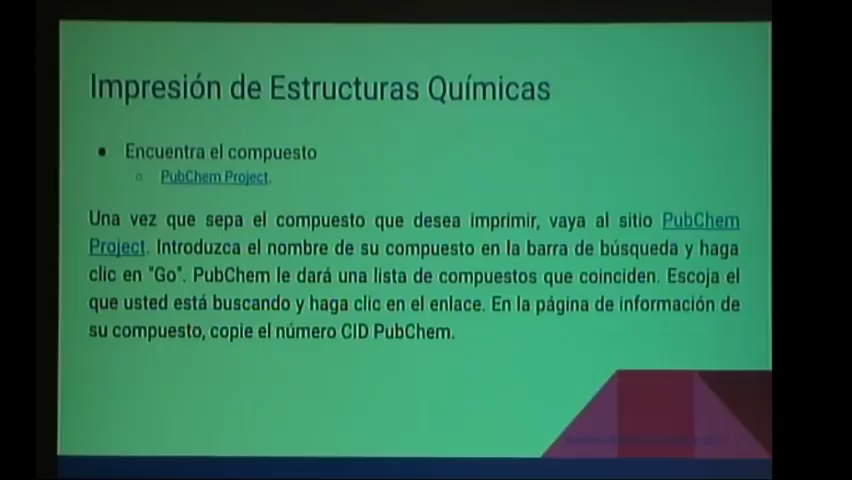 Impresión de Estructuras Químicas
● Encuentra el compuesto
○ PubChem Project.
Una vez que sepa el compuesto que desea imprimir, vaya al sitio PubChem
Project. Introduzca el nombre de su compuesto en la barra de búsqueda y haga
clic en "Go". PubChem le dará una lista de compuestos que coinciden. Escoja el
que usted está buscando y haga clic en el enlace. En la página de información de
su compuesto, copie el número CID PubChem.